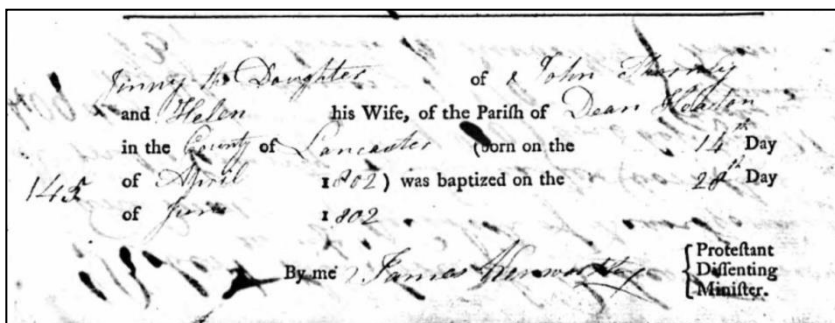 Jinny the Daughter of John
and Helen his Wife, of the Pariſh of Dean
in the County of Lancaster (born on the 14th Day
145 of April 1802) was baptized on the 28th Day
of 1802
By me James { Proteſtant
Diſſenting
Miniſter.